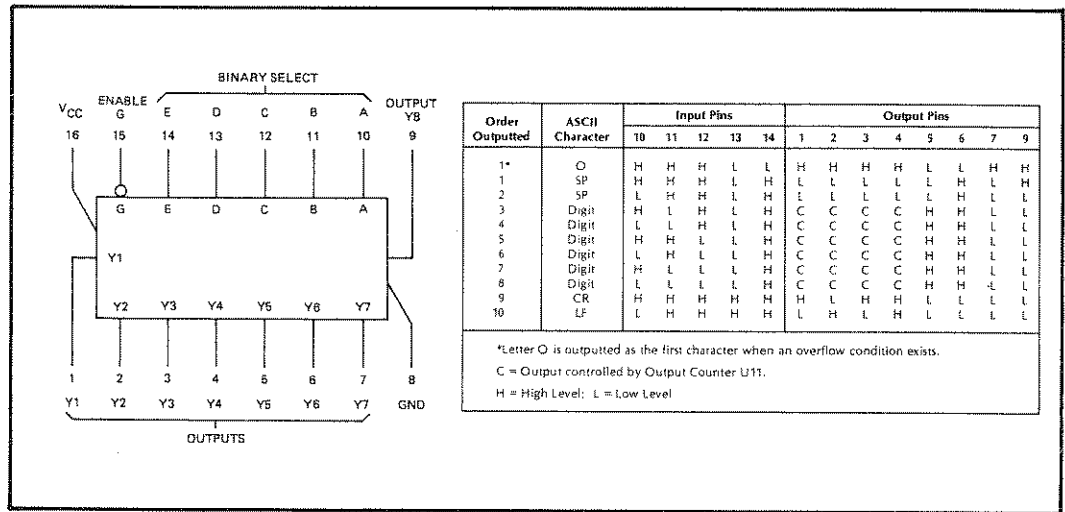 BINARY SELECT
VCC ENABLE G E D C B A OUTPUT Y8
16 15 14 13 12 11 10 9
G E D C B A
Y1
Y2 Y3 Y4 Y5 Y6 Y7
1 2 3 4 5 6 7 8
Y1 Y2 Y3 Y4 Y5 Y6 Y7 GND
OUTPUTS
Order Outputted ASCII Character Input Pins Output Pins
10 11 12 13 14 1 2 3 4 5 6 7 9
1* O H H H L L H H H H L L H H
1 SP H H H L H L L L L L H L H
2 SP L H H L H L L L L L H L L
3 Digit H L H L H C C C C H H L L
4 Digit L L H L H C C C C H H L L
5 Digit H H L L H C C C C H H L L
6 Digit L H L L H C C C C H H L L
7 Digit H L L L H C C C C H H L L
8 Digit L L L L H C C C C H H L L
9 CR H H H H H H L H H L L L L
10 LF L H H H H L H L H L L L L
*Letter O is outputted as the first character when an overflow condition exists.
C = Output controlled by Output Counter U11.
H = High Level; L = Low Level